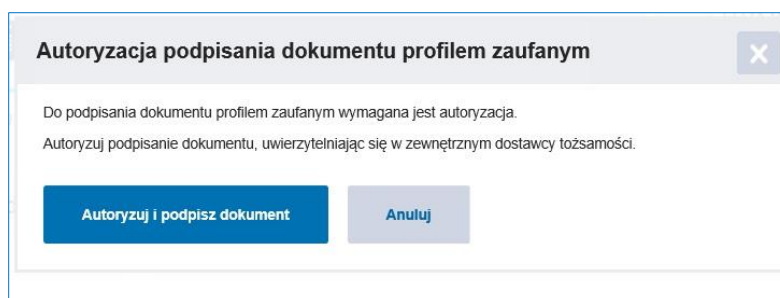 Autoryzacja podpisania dokumentu profilem zaufanym
Do podpisania dokumentu profilem zaufanym wymagana jest autoryzacja.
Autoryzuj podpisanie dokumentu, uwierzytelniając się w zewnętrznym dostawcy tożsamości.
Autoryzuj i podpisz dokument
Anuluj